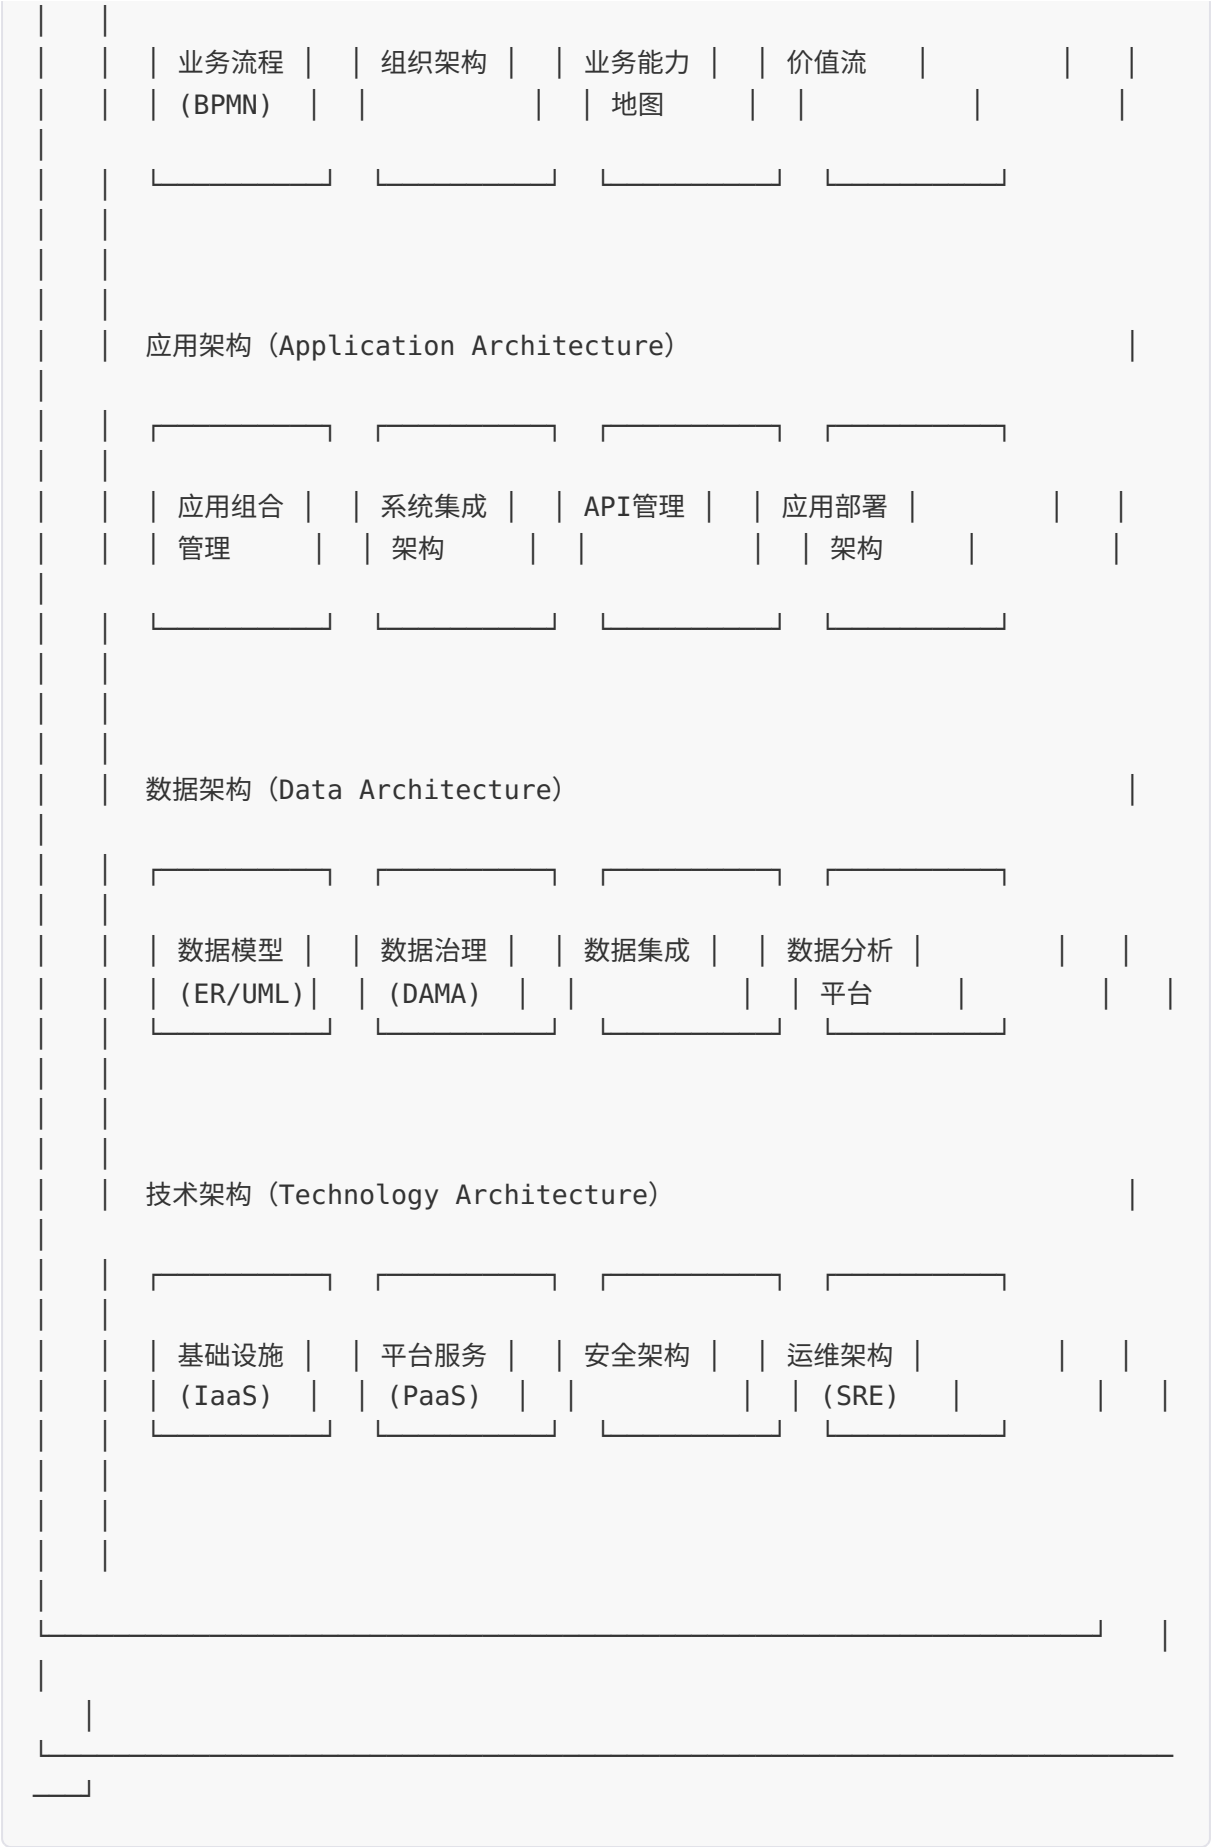 业务流程 组织架构 业务能力 价值流
(BPMN) 地图
应用架构（Application Architecture）
应用组合 系统集成 API管理 应用部署
管理 架构 架构
数据架构（Data Architecture）
数据模型 数据治理 数据集成 数据分析
(ER/UML) (DAMA) 平台
技术架构（Technology Architecture）
基础设施 平台服务 安全架构 运维架构
(IaaS) (PaaS) (SRE)